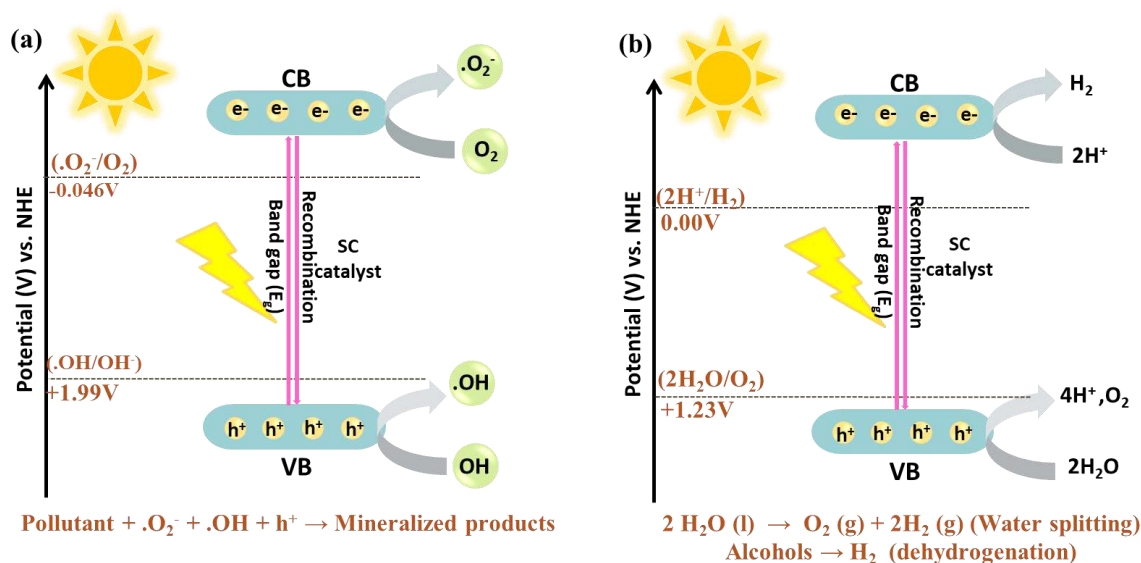 (a)
CB
e- e- e- e-
.O₂⁻
O₂
(.O₂⁻/O₂)
-0.046V
Potential (V) vs. NHE
Band gap (Eg)
Recombination
SC
catalyst
(.OH/OH⁻)
+1.99V
h⁺ h⁺ h⁺ h⁺
VB
.OH
OH
Pollutant + .O₂⁻ + .OH + h⁺ → Mineralized products
(b)
CB
e- e- e- e-
H₂
2H⁺
(2H⁺/H₂)
0.00V
Potential (V) vs. NHE
Band gap (Eg)
Recombination
SC
catalyst
(2H₂O/O₂)
+1.23V
h⁺ h⁺ h⁺ h⁺
VB
4H⁺,O₂
2H₂O
2 H₂O (l) → O₂ (g) + 2H₂ (g) (Water splitting)
Alcohols → H₂ (dehydrogenation)